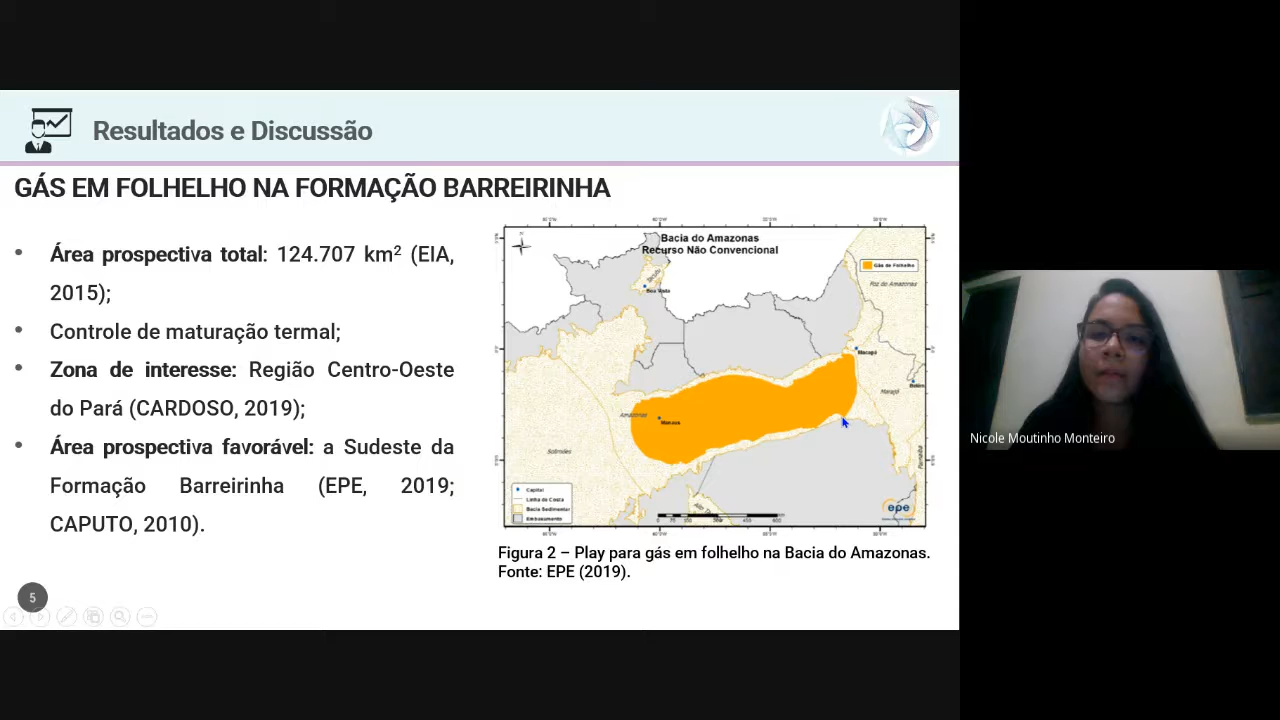 Resultados e Discussão
GÁS EM FOLHELHO NA FORMAÇÃO BARREIRINHA
• Área prospectiva total: 124.707 km² (EIA,
2015);
• Controle de maturação termal;
• Zona de interesse: Região Centro-Oeste
do Pará (CARDOSO, 2019);
• Área prospectiva favorável: a Sudeste da
Formação Barreirinha (EPE, 2019;
CAPUTO, 2010).
Bacia do Amazonas
Recurso Não Convencional
Gás de Folhelho
Foz do Amazonas
Boa Vista
Macapá
Belém
Marajó
Amazonas
Manaus
Solimões
Parnaíba
Capital
Linha de Costa
Bacia Sedimentar
Embasamento
epe
Figura 2 – Play para gás em folhelho na Bacia do Amazonas.
Fonte: EPE (2019).
5
Nicole Moutinho Monteiro